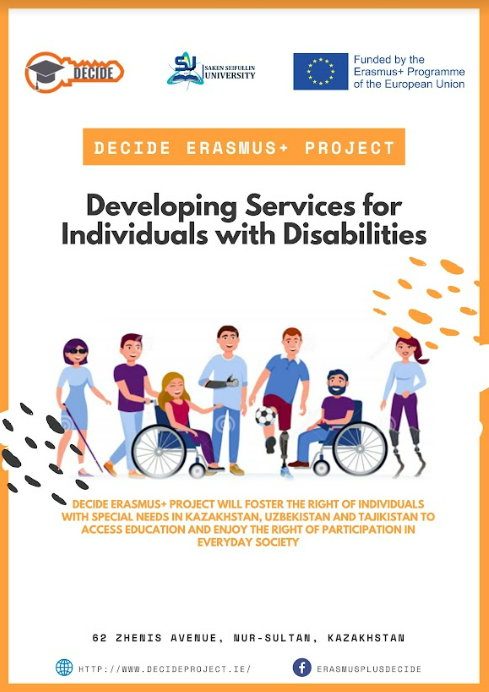 DECIDE
SAKEN SEIFULLIN
UNIVERSITY
Funded by the
Erasmus+ Programme
of the European Union
DECIDE ERASMUS+ PROJECT
Developing Services for
Individuals with Disabilities
DECIDE ERASMUS+ PROJECT WILL FOSTER THE RIGHT OF INDIVIDUALS
WITH SPECIAL NEEDS IN KAZAKHSTAN, UZBEKISTAN AND TAJIKISTAN TO
ACCESS EDUCATION AND ENJOY THE RIGHT OF PARTICIPATION IN
EVERYDAY SOCIETY
62 ZHENIS AVENUE, NUR-SULTAN, KAZAKHSTAN
HTTP://WWW.DECIDEPROJECT.IE/
ERASMUSPLUSDECIDE